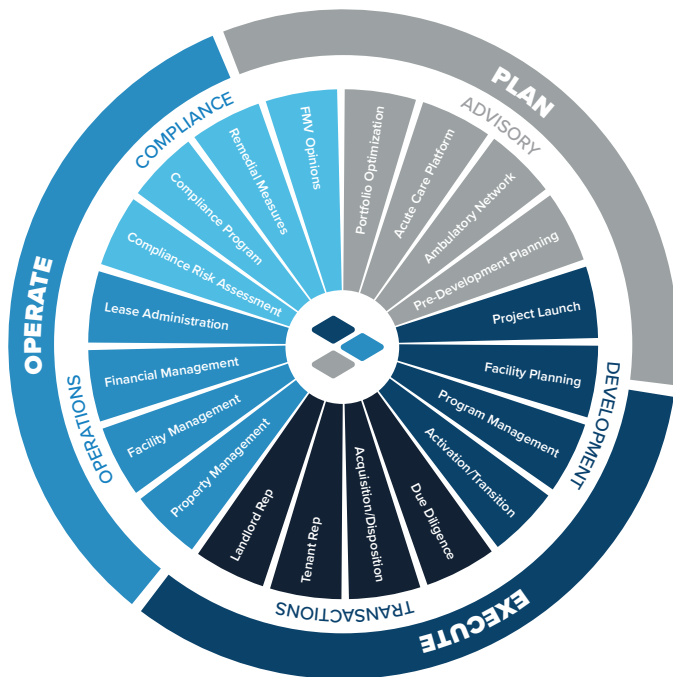 PLAN
ADVISORY
Portfolio Optimization
Acute Care Platform
Ambulatory Network
Pre-Development Planning
EXECUTE
DEVELOPMENT
Project Launch
Facility Planning
Program Management
Activation/Transition
TRANSACTIONS
Due Diligence
Acquisition/Disposition
Tenant Rep
Landlord Rep
OPERATE
OPERATIONS
Property Management
Facility Management
Financial Management
Lease Administration
COMPLIANCE
Compliance Risk Assessment
Compliance Program
Remedial Measures
FMV Opinions